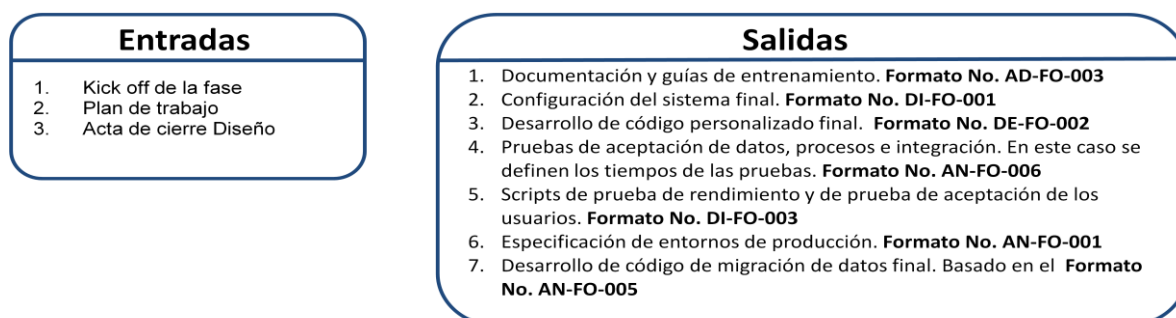 Entradas
1. Kick off de la fase
2. Plan de trabajo
3. Acta de cierre Diseño
Salidas
1. Documentación y guías de entrenamiento. Formato No. AD-FO-003
2. Configuración del sistema final. Formato No. DI-FO-001
3. Desarrollo de código personalizado final. Formato No. DE-FO-002
4. Pruebas de aceptación de datos, procesos e integración. En este caso se
definen los tiempos de las pruebas. Formato No. AN-FO-006
5. Scripts de prueba de rendimiento y de prueba de aceptación de los
usuarios. Formato No. DI-FO-003
6. Especificación de entornos de producción. Formato No. AN-FO-001
7. Desarrollo de código de migración de datos final. Basado en el Formato
No. AN-FO-005